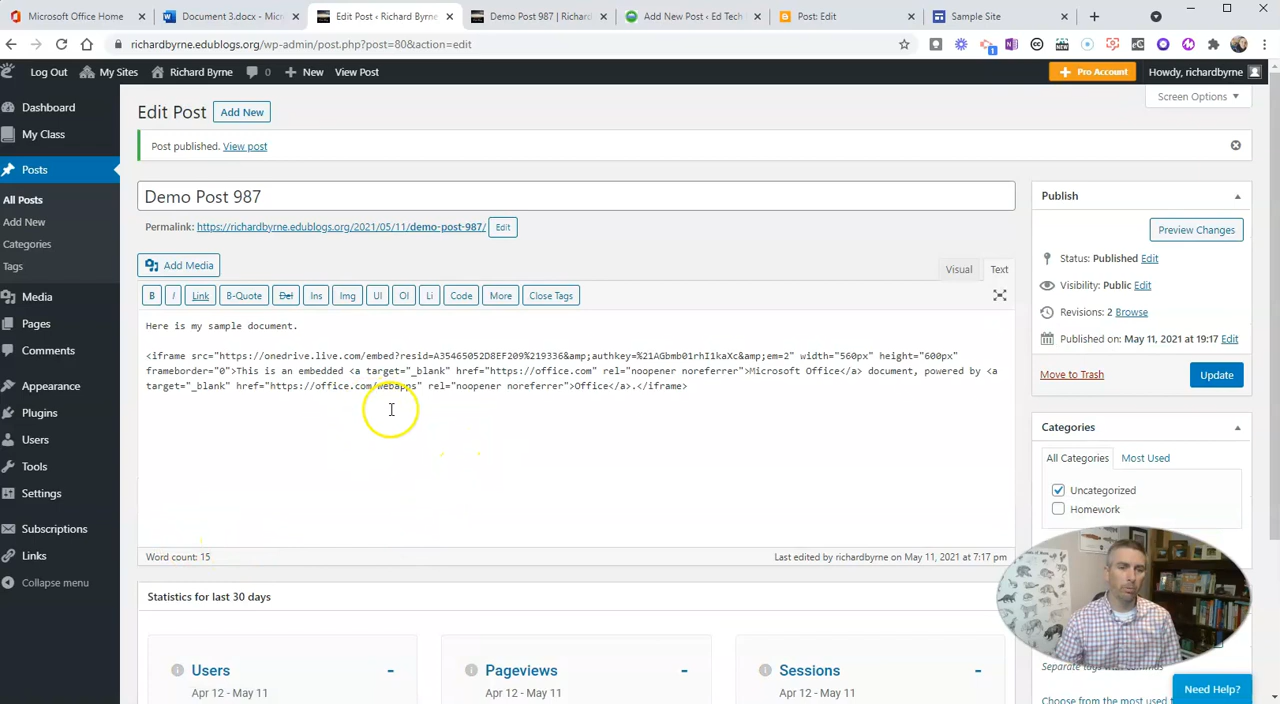 Microsoft Office Home
Document 3.docx - Micr
Edit Post ‹ Richard Byrne
Demo Post 987 | Richard
Add New Post ‹ Ed Tech
Post: Edit
Sample Site
richardbyrne.edublogs.org/wp-admin/post.php?post=80&action=edit
Log Out My Sites Richard Byrne 0 New View Post Pro Account Howdy, richardbyrne
Dashboard
My Class
Posts
All Posts
Add New
Categories
Tags
Media
Pages
Comments
Appearance
Plugins
Users
Tools
Settings
Subscriptions
Links
Collapse menu
Screen Options
Edit Post Add New
Post published. View post
Demo Post 987
Permalink: https://richardbyrne.edublogs.org/2021/05/11/demo-post-987/ Edit
Add Media
Visual Text
B I Link B-Quote Del Ins Img Ul Ol Li Code More Close Tags
Here is my sample document.
<iframe src="https://onedrive.live.com/embed?resid=A35465052D8EF209%219336&amp;authkey=%21AGbmb01rhI1kaXc&amp;em=2" width="560px" height="600px"
frameborder="0">This is an embedded <a target="_blank" href="https://office.com" rel="noopener noreferrer">Microsoft Office</a> document, powered by <a
target="_blank" href="https://office.com/webapps" rel="noopener noreferrer">Office</a>.</iframe>
Word count: 15
Last edited by richardbyrne on May 11, 2021 at 7:17 pm
Statistics for last 30 days
Users
Apr 12 - May 11
Pageviews
Apr 12 - May 11
Sessions
Apr 12 - May 11
Publish
Preview Changes
Status: Published Edit
Visibility: Public Edit
Revisions: 2 Browse
Published on: May 11, 2021 at 19:17 Edit
Move to Trash Update
Categories
All Categories Most Used
Uncategorized
Homework
Separate tags with commas
Choose from the most used t
Need Help?